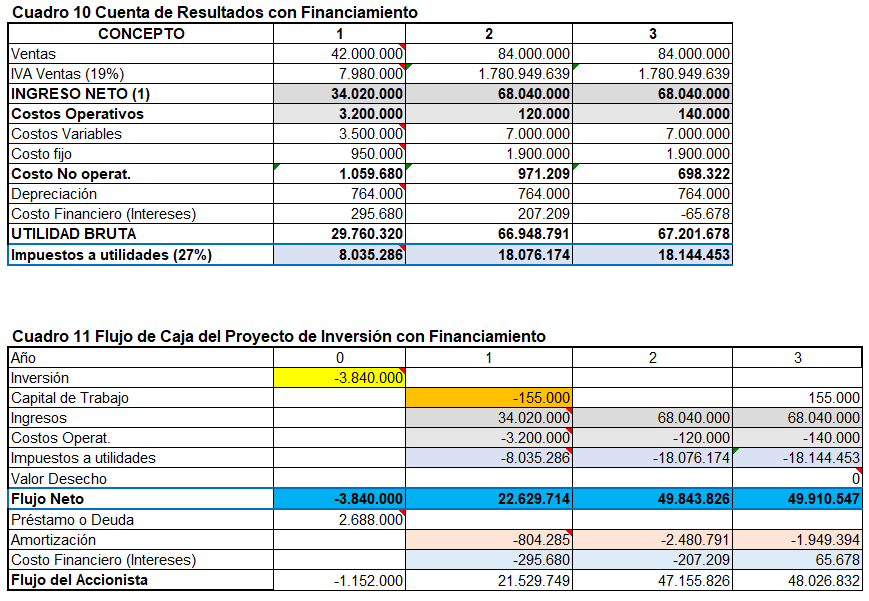 Cuadro 10 Cuenta de Resultados con Financiamiento
CONCEPTO 1 2 3
Ventas 42.000.000 84.000.000 84.000.000
IVA Ventas (19%) 7.980.000 1.780.949.639 1.780.949.639
INGRESO NETO (1) 34.020.000 68.040.000 68.040.000
Costos Operativos 3.200.000 120.000 140.000
Costos Variables 3.500.000 7.000.000 7.000.000
Costo fijo 950.000 1.900.000 1.900.000
Costo No operat. 1.059.680 971.209 698.322
Depreciación 764.000 764.000 764.000
Costo Financiero (Intereses) 295.680 207.209 -65.678
UTILIDAD BRUTA 29.760.320 66.948.791 67.201.678
Impuestos a utilidades (27%) 8.035.286 18.076.174 18.144.453
Cuadro 11 Flujo de Caja del Proyecto de Inversión con Financiamiento
Año 0 1 2 3
Inversión -3.840.000
Capital de Trabajo -155.000 155.000
Ingresos 34.020.000 68.040.000 68.040.000
Costos Operat. -3.200.000 -120.000 -140.000
Impuestos a utilidades -8.035.286 -18.076.174 -18.144.453
Valor Desecho 0
Flujo Neto -3.840.000 22.629.714 49.843.826 49.910.547
Préstamo o Deuda 2.688.000
Amortización -804.285 -2.480.791 -1.949.394
Costo Financiero (Intereses) -295.680 -207.209 65.678
Flujo del Accionista -1.152.000 21.529.749 47.155.826 48.026.832